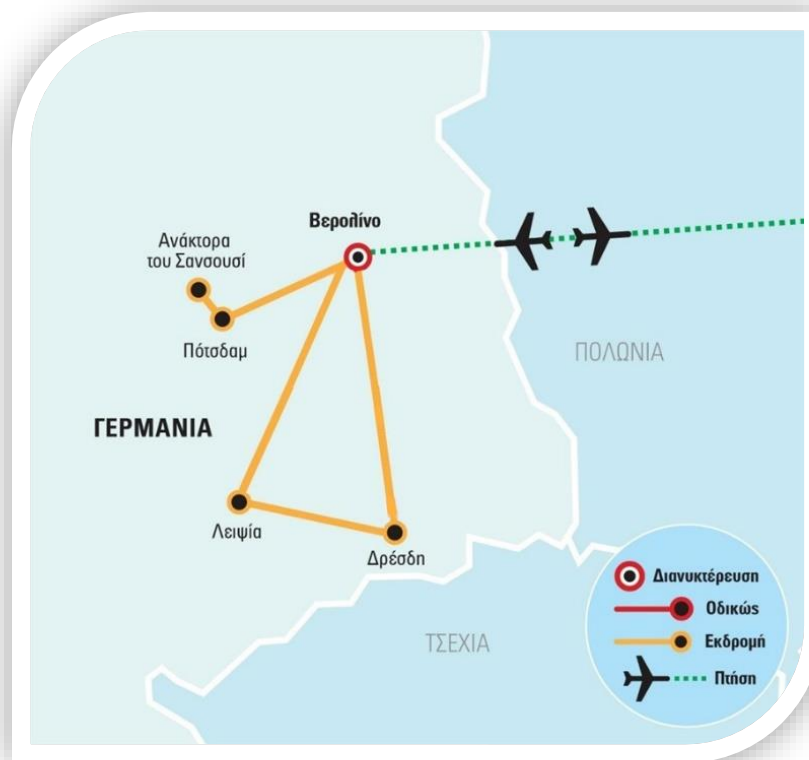 Βερολίνο
Ανάκτορα
του Σανσουσί
Πότσδαμ
ΠΟΛΩΝΙΑ
ΓΕΡΜΑΝΙΑ
Λειψία
Δρέσδη
ΤΣΕΧΙΑ
Διανυκτέρευση
Οδικώς
Εκδρομή
Πτήση